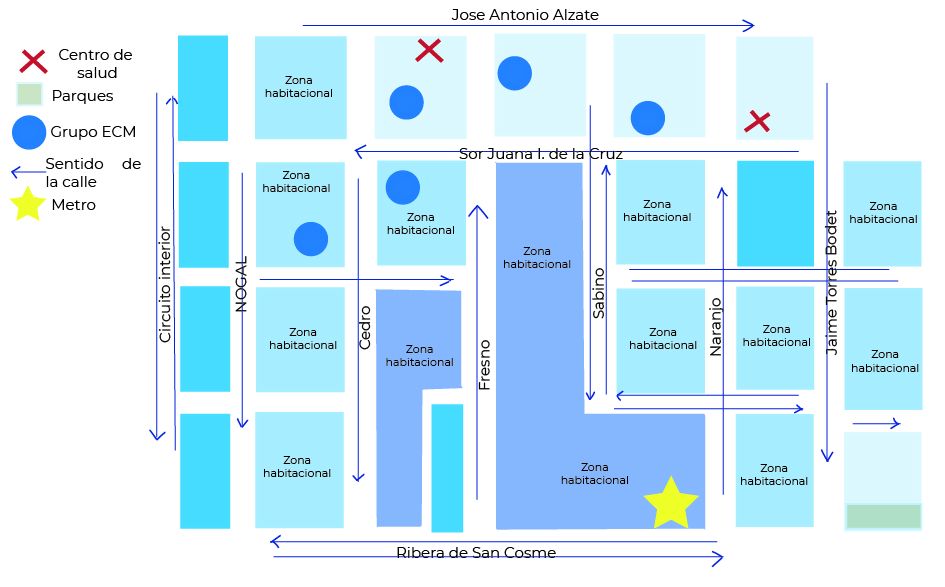 Jose Antonio Alzate
Centro de
salud
Parques
Grupo ECM
Sentido de
la calle
Metro
Zona
habitacional
Sor Juana I. de la Cruz
Zona
habitacional
Zona
habitacional
Zona
habitacional
Zona
habitacional
Zona
habitacional
Circuito interior
NOGAL
Cedro
Fresno
Sabino
Naranjo
Jaime Torres Bodet
Zona
habitacional
Zona
habitacional
Zona
habitacional
Zona
habitacional
Zona
habitacional
Zona
habitacional
Zona
habitacional
Zona
habitacional
Ribera de San Cosme